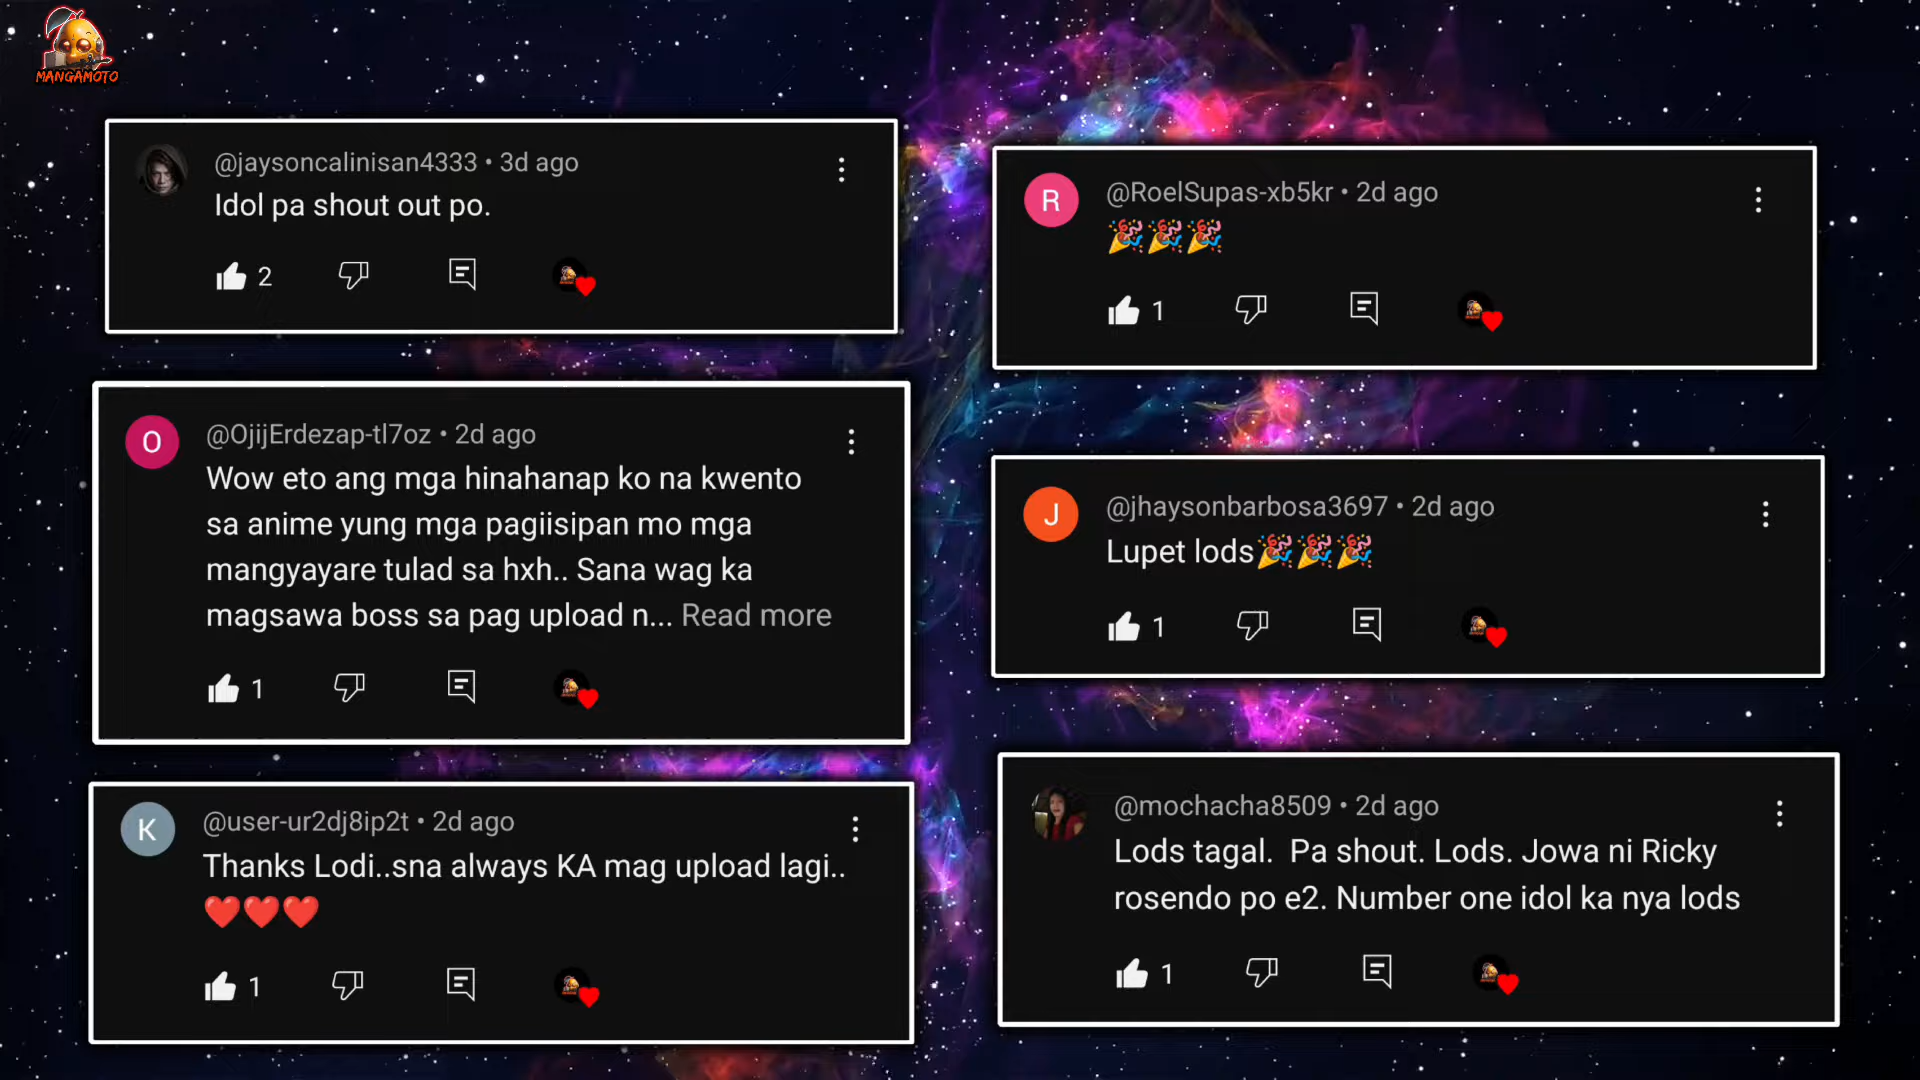 MANGAMOTO
@jaysoncalinisan4333 • 3d ago
Idol pa shout out po.
2
@OjijErdezap-tl7oz • 2d ago
O
Wow eto ang mga hinahanap ko na kwento
sa anime yung mga pagiisipan mo mga
mangyayare tulad sa hxh.. Sana wag ka
magsawa boss sa pag upload n... Read more
1
@user-ur2dj8ip2t • 2d ago
K
Thanks Lodi..sna always KA mag upload lagi..
❤️❤️❤️
1
@RoelSupas-xb5kr • 2d ago
R
🎉🎉🎉
1
@jhaysonbarbosa3697 • 2d ago
J
Lupet lods🎉🎉🎉
1
@mochacha8509 • 2d ago
Lods tagal.  Pa shout. Lods. Jowa ni Ricky
rosendo po e2. Number one idol ka nya lods
1